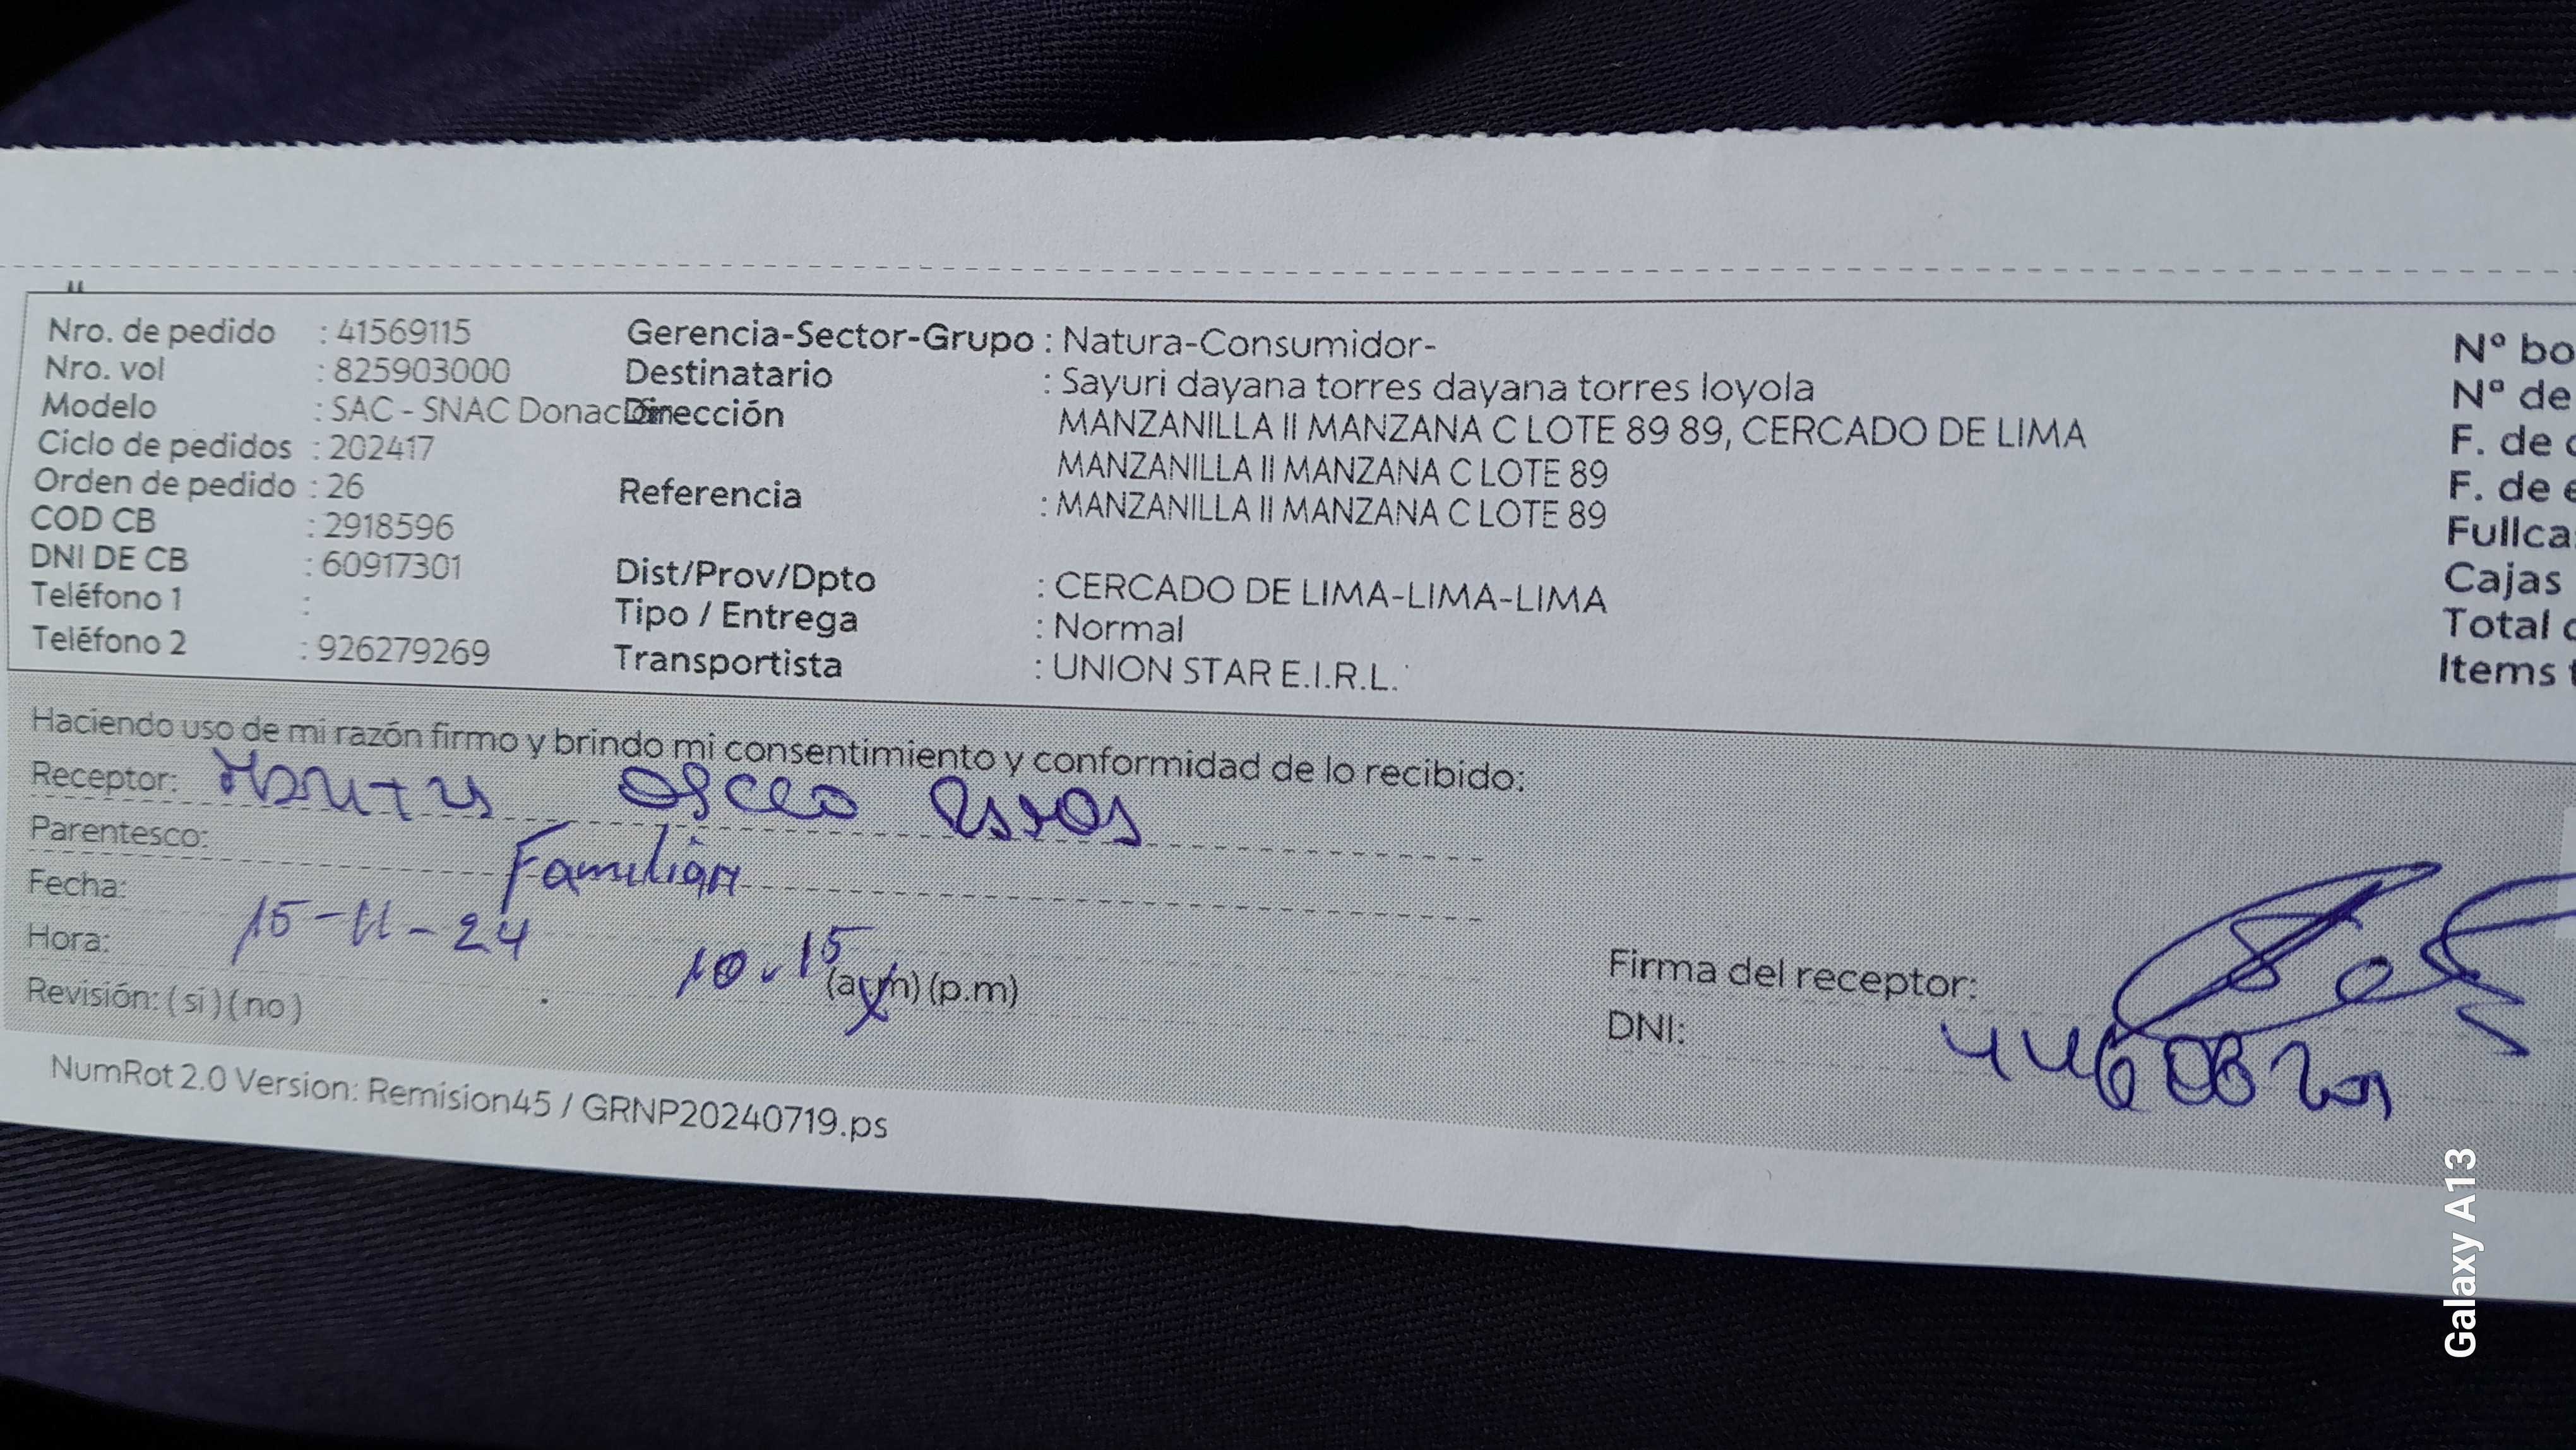 Nro. de pedido : 41569115
Nro. vol : 825903000
Modelo : SAC - SNAC Donación
Ciclo de pedidos : 202417
Orden de pedido : 26
COD CB : 2918596
DNI DE CB : 60917301
Teléfono 1 :
Teléfono 2 : 926279269
Gerencia-Sector-Grupo : Natura-Consumidor-
Destinatario : Sayuri dayana torres dayana torres loyola
Dirección MANZANILLA II MANZANA C LOTE 89 89, CERCADO DE LIMA
MANZANILLA II MANZANA C LOTE 89
Referencia : MANZANILLA II MANZANA C LOTE 89
Dist/Prov/Dpto : CERCADO DE LIMA-LIMA-LIMA
Tipo / Entrega : Normal
Transportista : UNION STAR E.I.R.L.
Nº bo
Nº de
F. de
F. de
Fullca
Cajas
Total
Items
Haciendo uso de mi razón firmo y brindo mi consentimiento y conformidad de lo recibido:
Receptor:
Parentesco: Familiar
Fecha: 15-11-24
Hora: 10.15 (a.m) (p.m)
Revisión: (si) (no)
Firma del receptor:
DNI:
NumRot 2.0 Version: Remision45 / GRNP20240719.ps
Galaxy A13